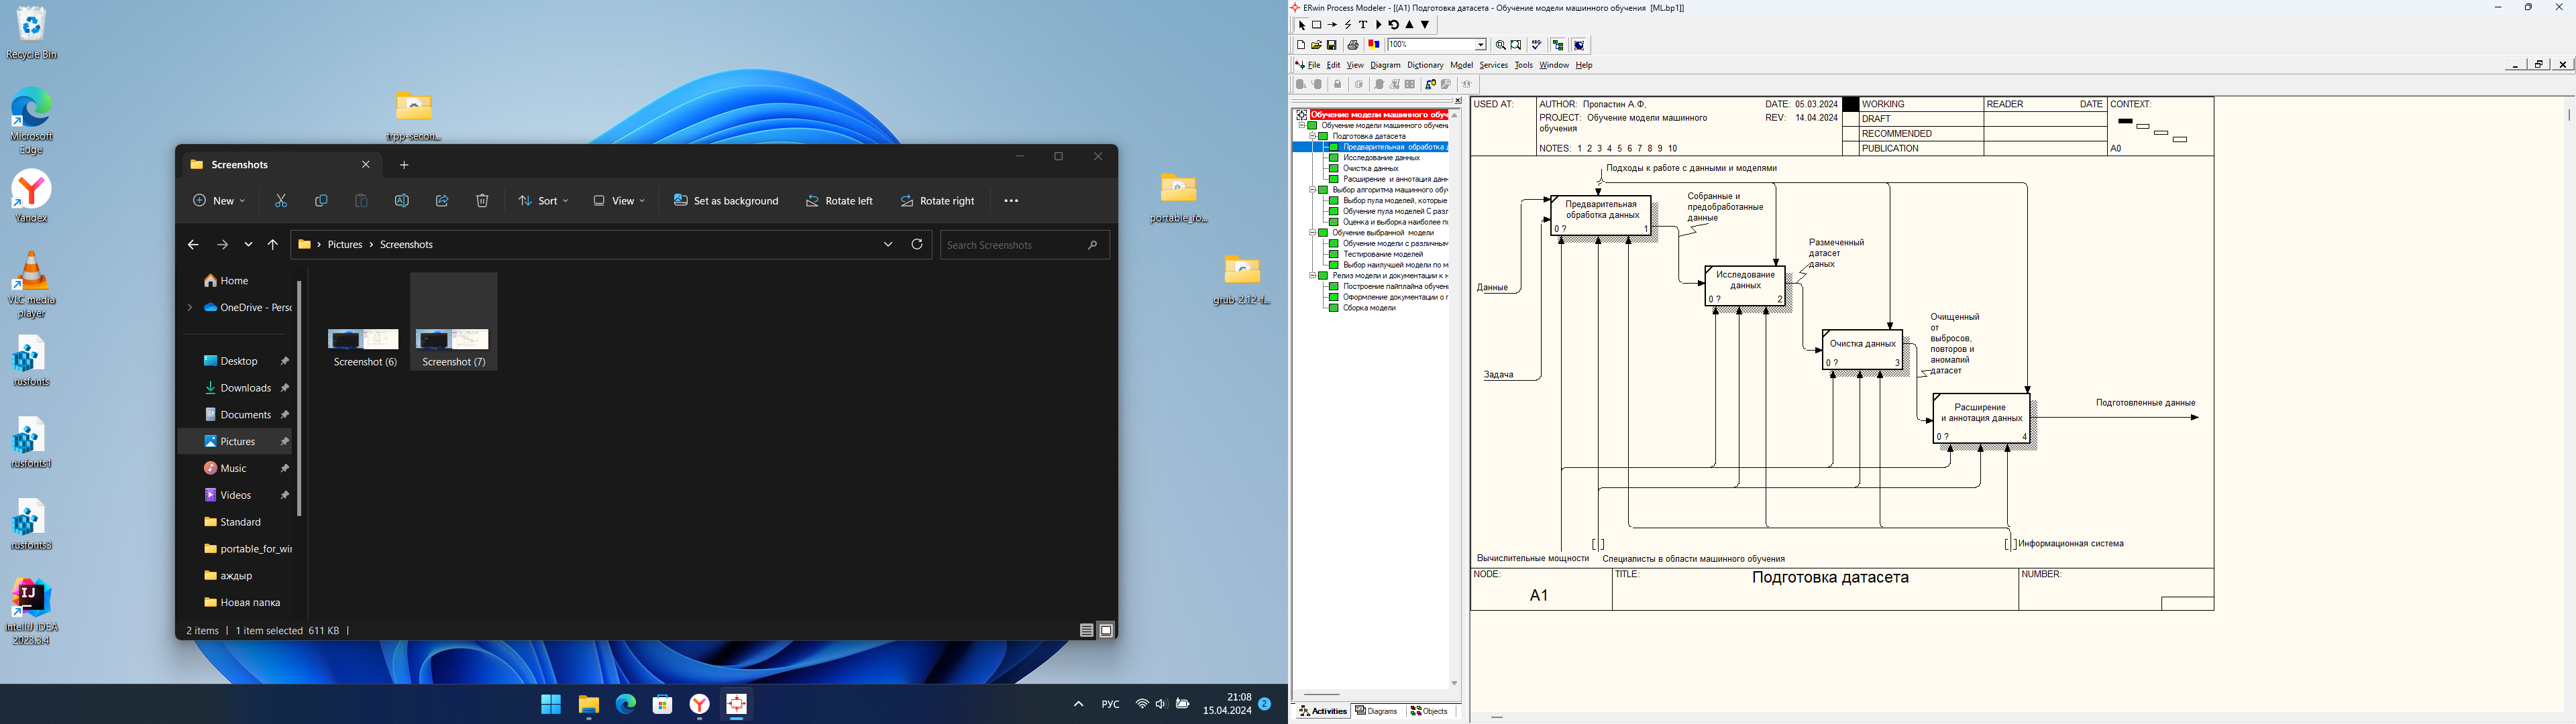 Recycle Bin
Microsoft
Edge
Yandex
VLC media
player
rusfonts
rusfonts1
rusfonts3
IntelliJ IDEA
2023.3.4
trpp-secon...
portable_fo...
grub-2.12-f...
Screenshots
New
Sort
View
Set as background
Rotate left
Rotate right
Pictures
Screenshots
Search Screenshots
Home
OneDrive - Perso
Desktop
Downloads
Documents
Pictures
Music
Videos
Standard
portable_for_win
аждыр
Новая папка
Screenshot (6)
Screenshot (7)
2 items
1 item selected 611 KB
РУС
21:08
15.04.2024
2
ERwin Process Modeler - [(A1) Подготовка датасета - Обучение модели машинного обучения [ML.bp1]]
100%
File Edit View Diagram Dictionary Model Services Tools Window Help
Обучение модели машинного обуч
Обучение модели машинного обучени
Подготовка датасета
Предварительная обработка д
Исследование данных
Очистка данных
Расширение и аннотация данн
Выбор алгоритма машинного обуч
Выбор пула моделей, которые
Обучение пула моделей С разл
Оценка и выборка наиболее по
Обучение выбранной модели
Обучение модели с различным
Тестирование моделей
Выбор наилучшей модели по м
Релиз модели и документации к н
Построение пайплайна обучен
Оформление документации о п
Сборка модели
Activities
Diagrams
Objects
USED AT:
AUTHOR: Пропастин А.Ф,
DATE: 05.03.2024
PROJECT: Обучение модели машинного
обучения
REV: 14.04.2024
NOTES: 1 2 3 4 5 6 7 8 9 10
WORKING
DRAFT
RECOMMENDED
PUBLICATION
READER
DATE
CONTEXT:
A0
Подходы к работе с данными и моделями
Предварительная
обработка данных
0 ?
1
Собранные и
предобработанные
данные
Данные
Задача
Исследование
данных
0 ?
2
Размеченный
датасет
даных
Очистка данных
0 ?
3
Очищенный
от
выбросов,
повторов и
аномалий
датасет
Расширение
и аннотация данных
0 ?
4
Подготовленные данные
Вычислительные мощности
Специалисты в области машинного обучения
Информационная система
NODE:
A1
TITLE:
Подготовка датасета
NUMBER: